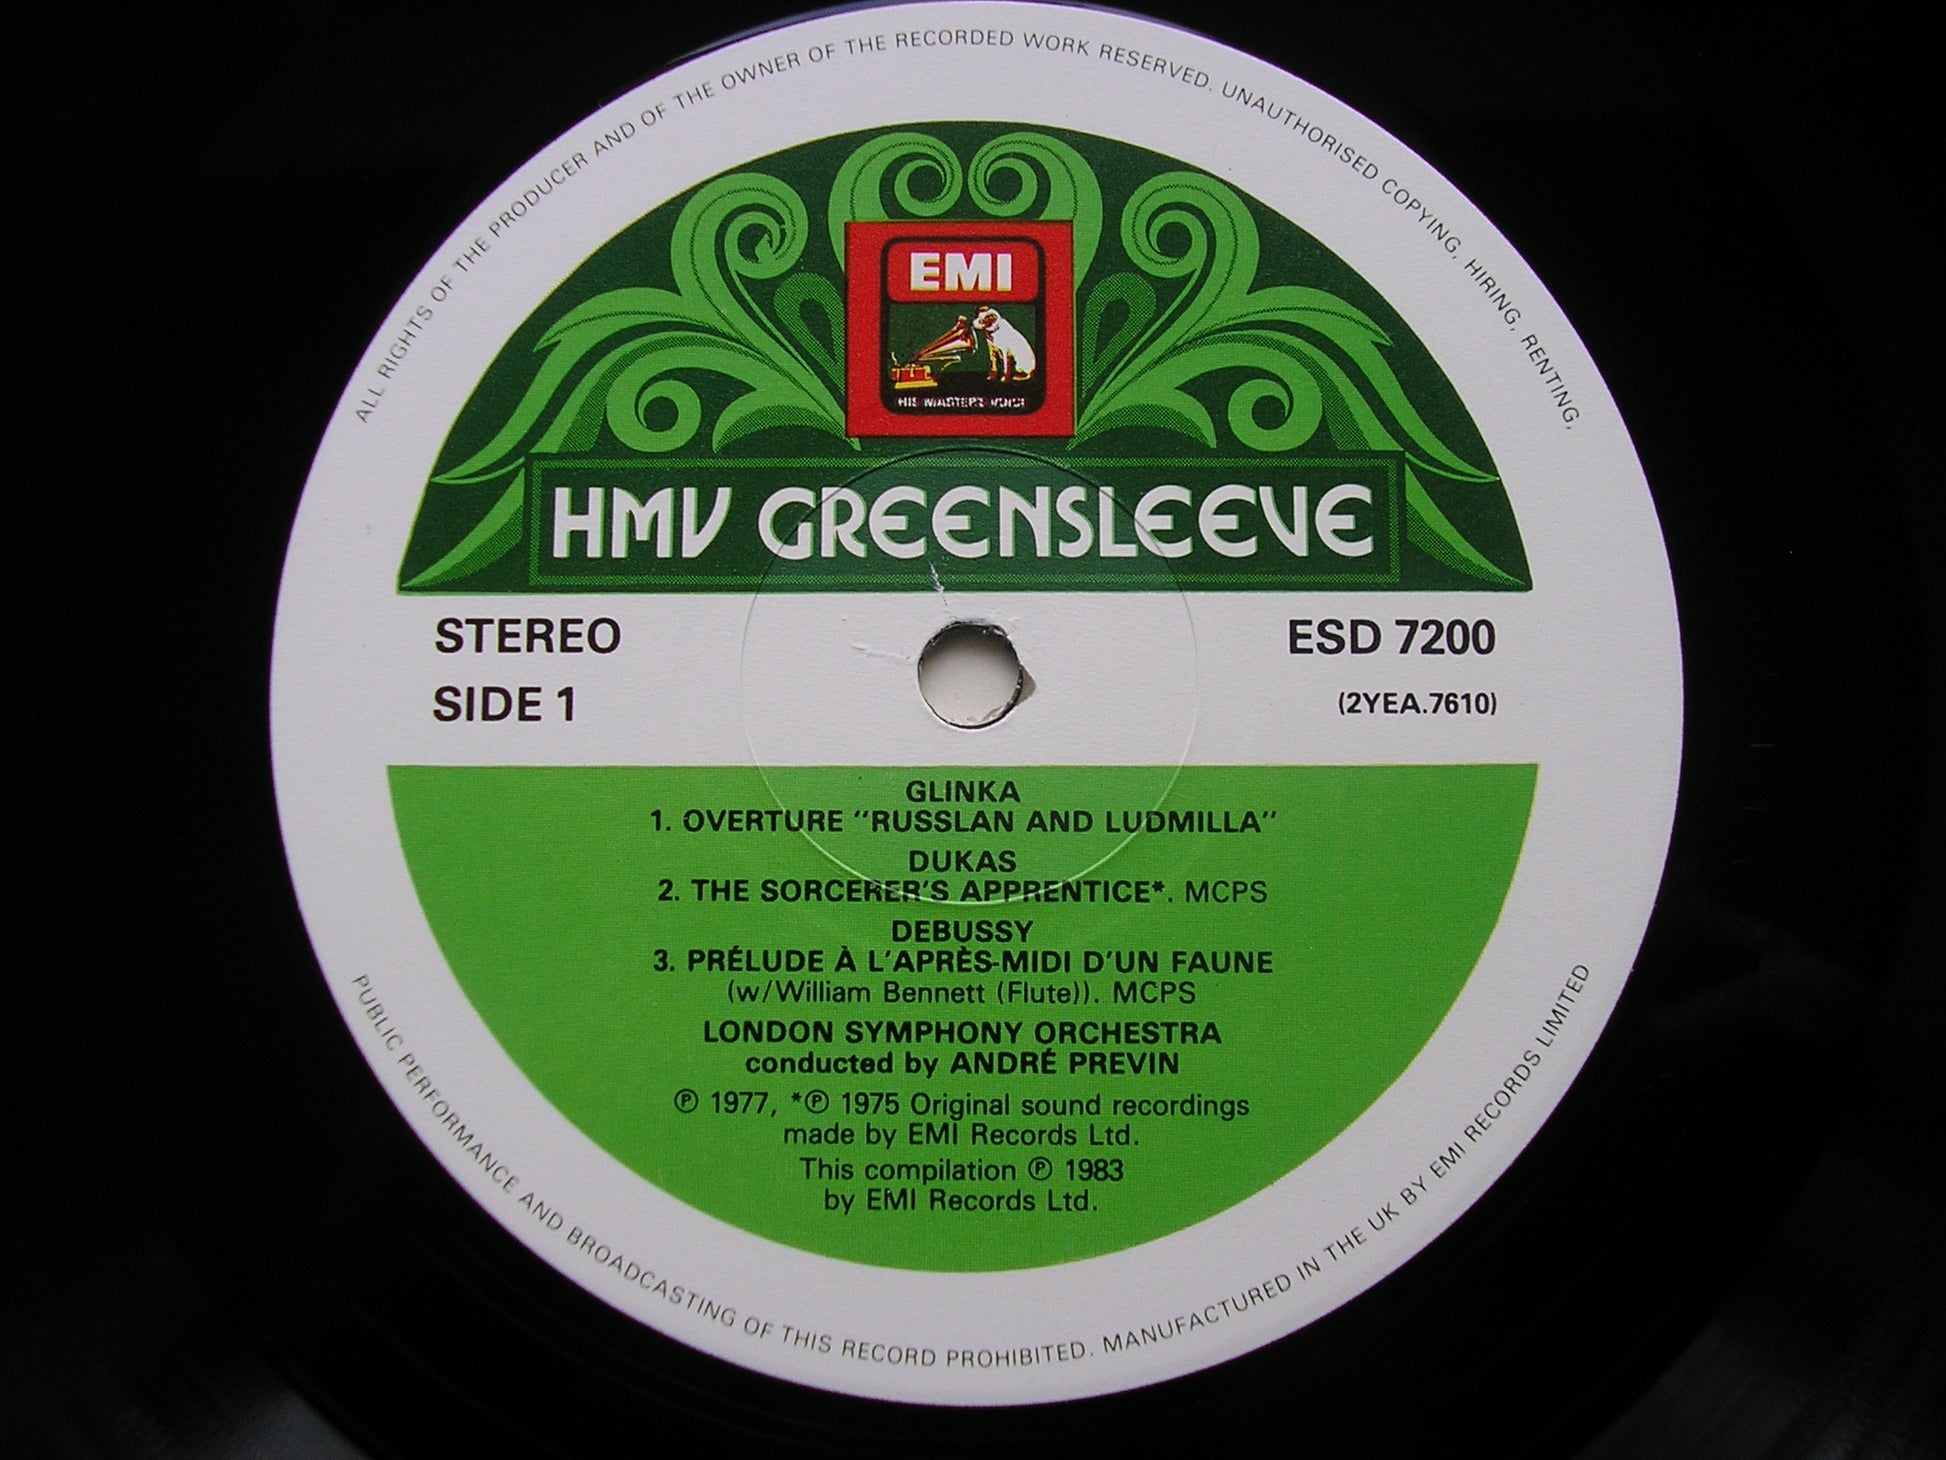 ALL RIGHTS OF THE PRODUCER AND OF THE OWNER OF THE RECORDED WORK RESERVED. UNAUTHORISED COPYING, HIRING, RENTING,
EMI
HIS MASTER'S VOICE
HMV GREENSLEEVE
STEREO
ESD 7200
SIDE 1
(2YEA.7610)
GLINKA
1. OVERTURE "RUSSLAN AND LUDMILLA"
DUKAS
2. THE SORCERER'S APPRENTICE*. MCPS
DEBUSSY
3. PRÉLUDE À L'APRÈS-MIDI D'UN FAUNE
(w/William Bennett (Flute)). MCPS
LONDON SYMPHONY ORCHESTRA
conducted by ANDRÉ PREVIN
℗ 1977, *℗ 1975 Original sound recordings
made by EMI Records Ltd.
This compilation ℗ 1983
by EMI Records Ltd.
PUBLIC PERFORMANCE AND BROADCASTING OF THIS RECORD PROHIBITED. MANUFACTURED IN THE UK BY EMI RECORDS LIMITED